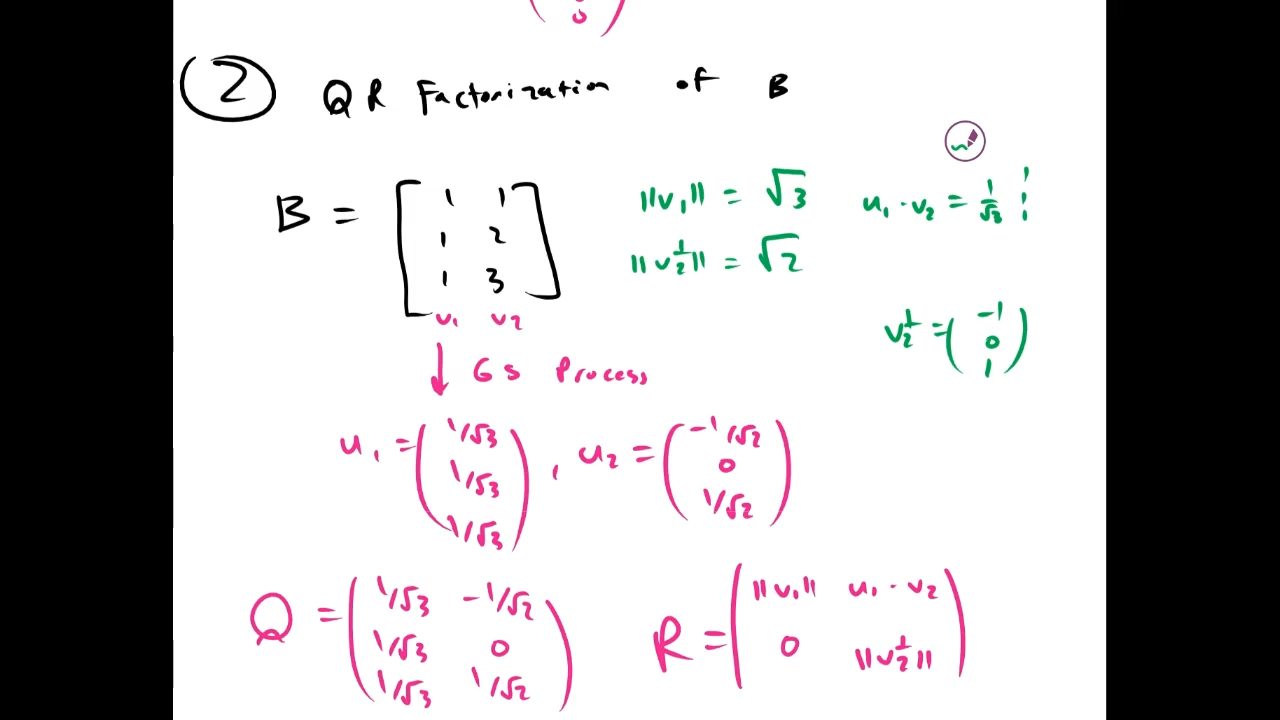 0
2 QR Factorization of B
B = [ 1 1
1 2
1 3 ]
v₁ v₂
||v₁|| = √3
||v₂⊥|| = √2
u₁ · v₂ = 1/√3
v₂⊥ = ( -1
0
1 )
↓ GS Process
u₁ = ( 1/√3
1/√3
1/√3 ) , u₂ = ( -1/√2
0
1/√2 )
Q = ( 1/√3 -1/√2
1/√3 0
1/√3 1/√2 )
R = ( ||v₁|| u₁ · v₂
0 ||v₂⊥|| )